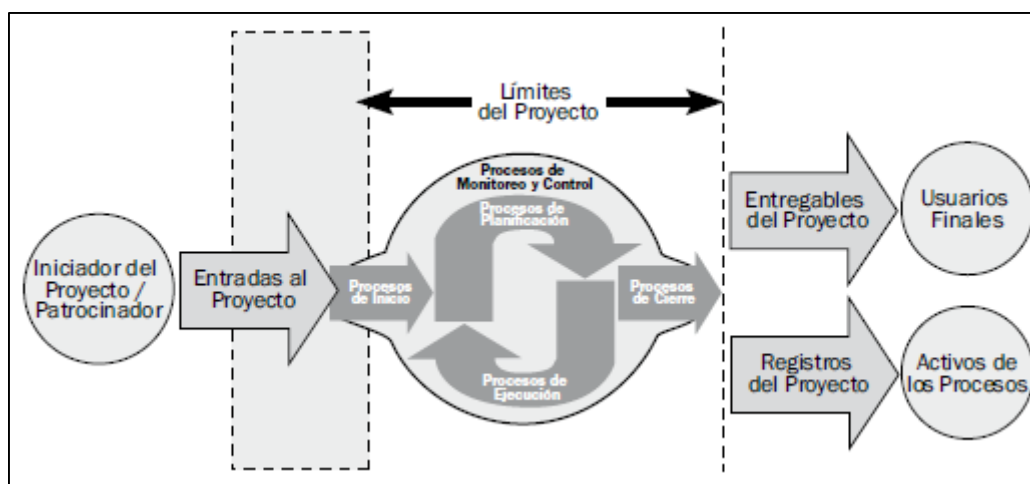 Límites
del Proyecto
Procesos de
Monitoreo y Control
Procesos de
Planificación
Iniciador del
Proyecto /
Patrocinador
Entradas al
Proyecto
Procesos
de Inicio
Procesos
de Cierre
Procesos de
Ejecución
Entregables
del Proyecto
Usuarios
Finales
Registros
del Proyecto
Activos de
los Procesos